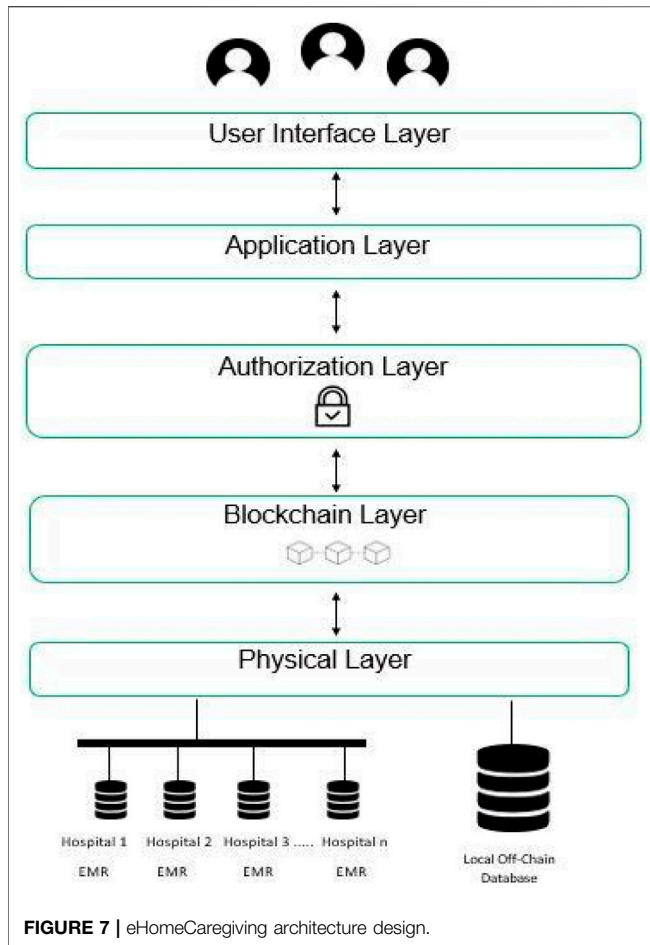 User Interface Layer
Application Layer
Authorization Layer
Blockchain Layer
Physical Layer
Hospital 1 Hospital 2 Hospital 3 ..... Hospital n
EMR EMR EMR EMR
Local Off-Chain
Database
FIGURE 7 | eHomeCaregiving architecture design.